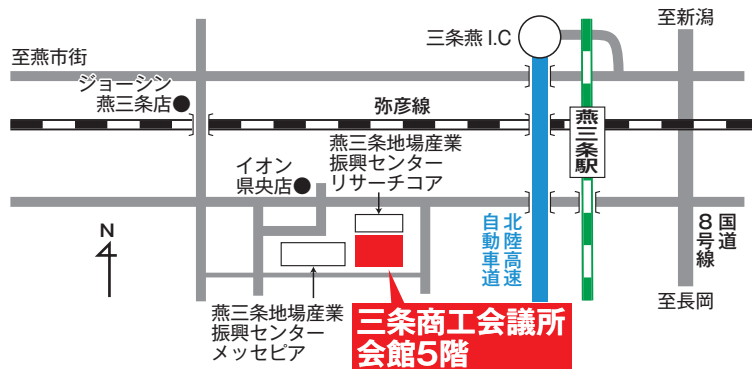 至新潟
三条燕 I.C
至燕市街
ジョーシン
燕三条店
弥彦線
燕三条駅
燕三条地場産業
振興センター
リサーチコア
イオン
県央店
N
北陸高速
自動車道
国道
8号線
至長岡
燕三条地場産業
振興センター
メッセピア
三条商工会議所
会館5階